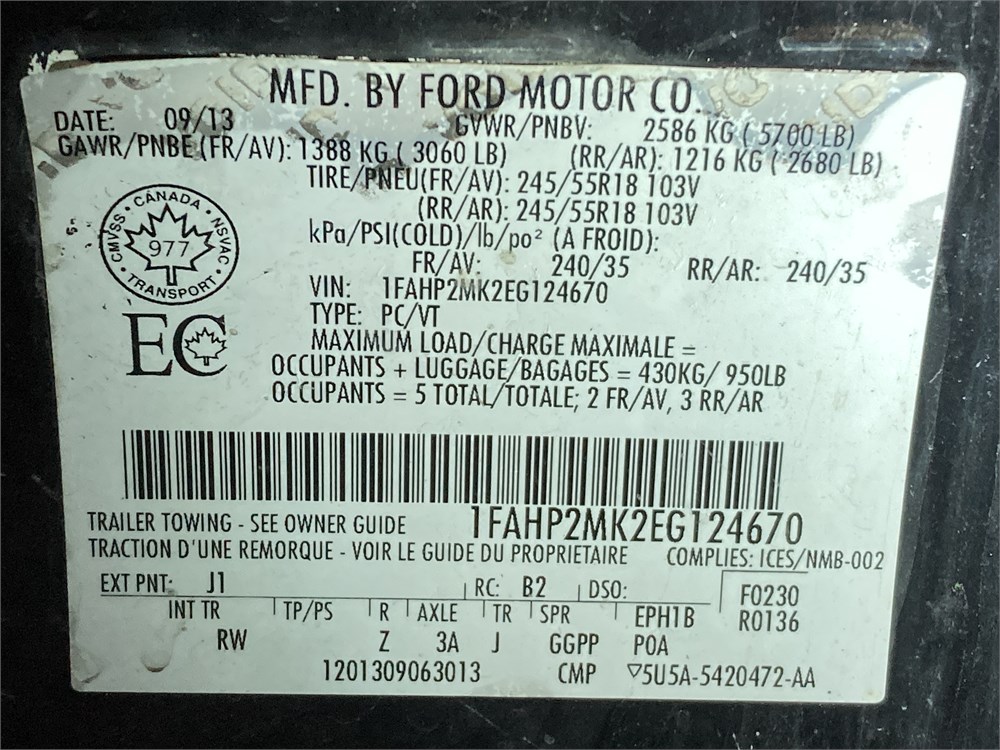 MFD. BY FORD MOTOR CO.
DATE: 09/13 GVWR/PNBV: 2586 KG ( 5700 LB)
GAWR/PNBE (FR/AV): 1388 KG ( 3060 LB) (RR/AR): 1216 KG ( 2680 LB)
TIRE/PNEU(FR/AV): 245/55R18 103V
(RR/AR): 245/55R18 103V
kPa/PSI(COLD)/lb/po² (A FROID):
FR/AV: 240/35 RR/AR: 240/35
VIN: 1FAHP2MK2EG124670
TYPE: PC/VT
MAXIMUM LOAD/CHARGE MAXIMALE =
OCCUPANTS + LUGGAGE/BAGAGES = 430KG/ 950LB
OCCUPANTS = 5 TOTAL/TOTALE; 2 FR/AV, 3 RR/AR
CMVSS • CANADA • NSVAC • TRANSPORT •
977
EC
TRAILER TOWING - SEE OWNER GUIDE 1FAHP2MK2EG124670
TRACTION D'UNE REMORQUE - VOIR LE GUIDE DU PROPRIETAIRE COMPLIES: ICES/NMB-002
EXT PNT: J1 RC: B2 DSO: F0230
INT TR TP/PS R AXLE TR SPR EPH1B R0136
RW Z 3A J GGPP POA
1201309063013 CMP ▽5U5A-5420472-AA